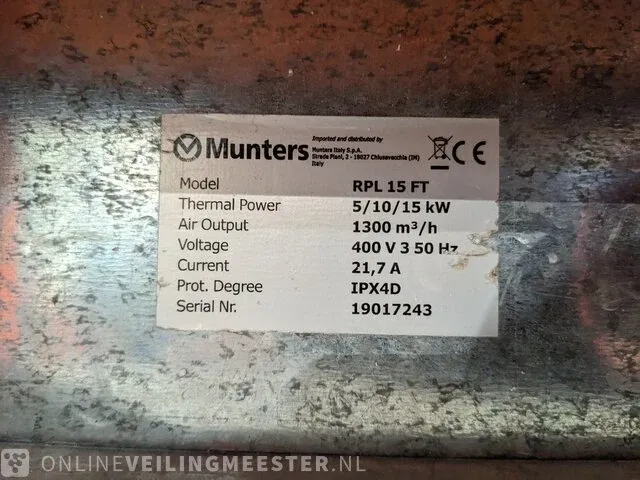 Munters
Imported and distributed by
Munters Italy S.p.A.
Strada Piani, 2 - 18027 Chiusavecchia (IM)
Italy
CE
Model RPL 15 FT
Thermal Power 5/10/15 kW
Air Output 1300 m³/h
Voltage 400 V 3 50 Hz
Current 21,7 A
Prot. Degree IPX4D
Serial Nr. 19017243
ONLINEVEILINGMEESTER.NL